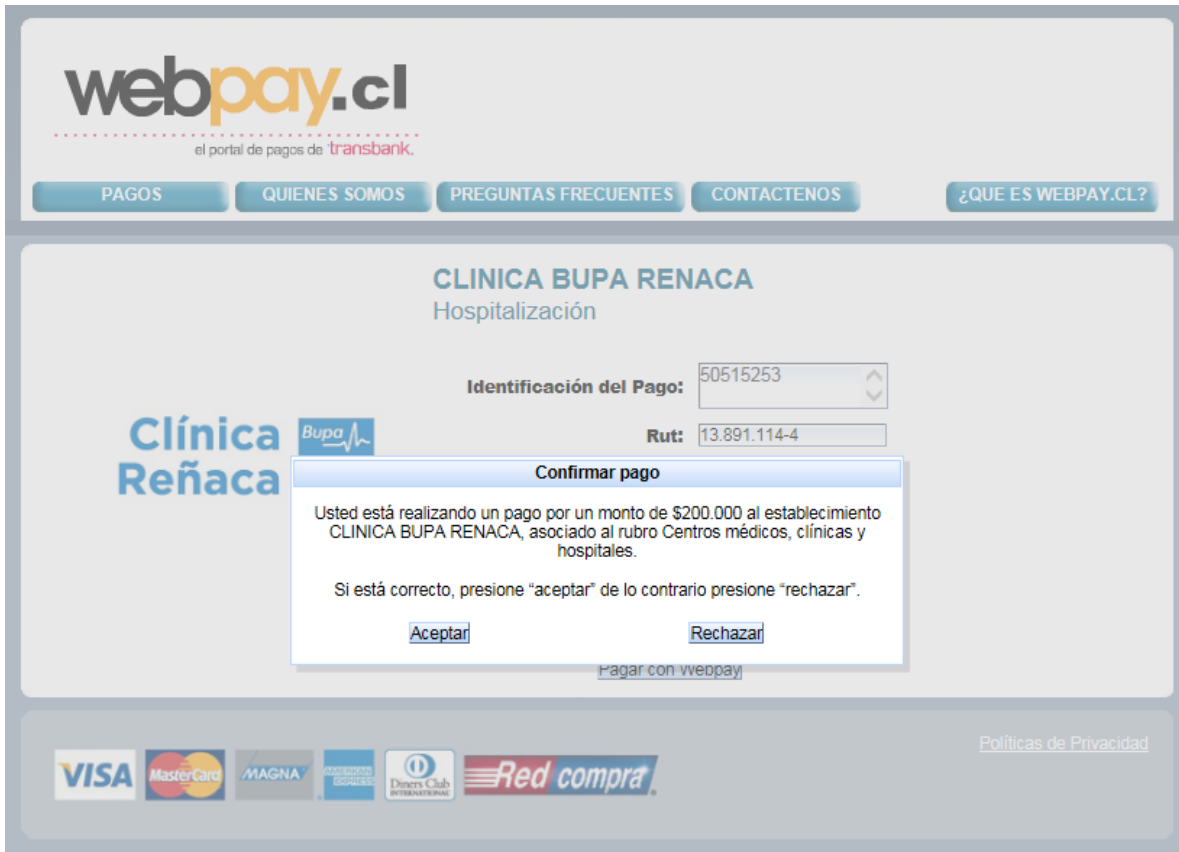 webpay.cl
el portal de pagos de transbank.
PAGOS
QUIENES SOMOS
PREGUNTAS FRECUENTES
CONTACTENOS
¿QUE ES WEBPAY.CL?
CLINICA BUPA RENACA
Hospitalización
Identificación del Pago: 50515253
Clínica Bupa
Reñaca
Rut: 13.891.114-4
Confirmar pago
Usted está realizando un pago por un monto de $200.000 al establecimiento
CLINICA BUPA RENACA, asociado al rubro Centros médicos, clínicas y
hospitales.
Si está correcto, presione “aceptar” de lo contrario presione “rechazar”.
Aceptar
Rechazar
Pagar con Webpay
Políticas de Privacidad
VISA
MasterCard
MAGNA
AMERICAN
EXPRESS
Diners Club
INTERNATIONAL
Red compra